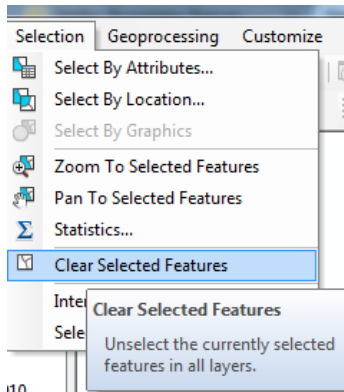 Selection Geoprocessing Customize
Select By Attributes...
Select By Location...
Select By Graphics
Zoom To Selected Features
Pan To Selected Features
Σ Statistics...
Clear Selected Features
Clear Selected Features
Unselect the currently selected
features in all layers.